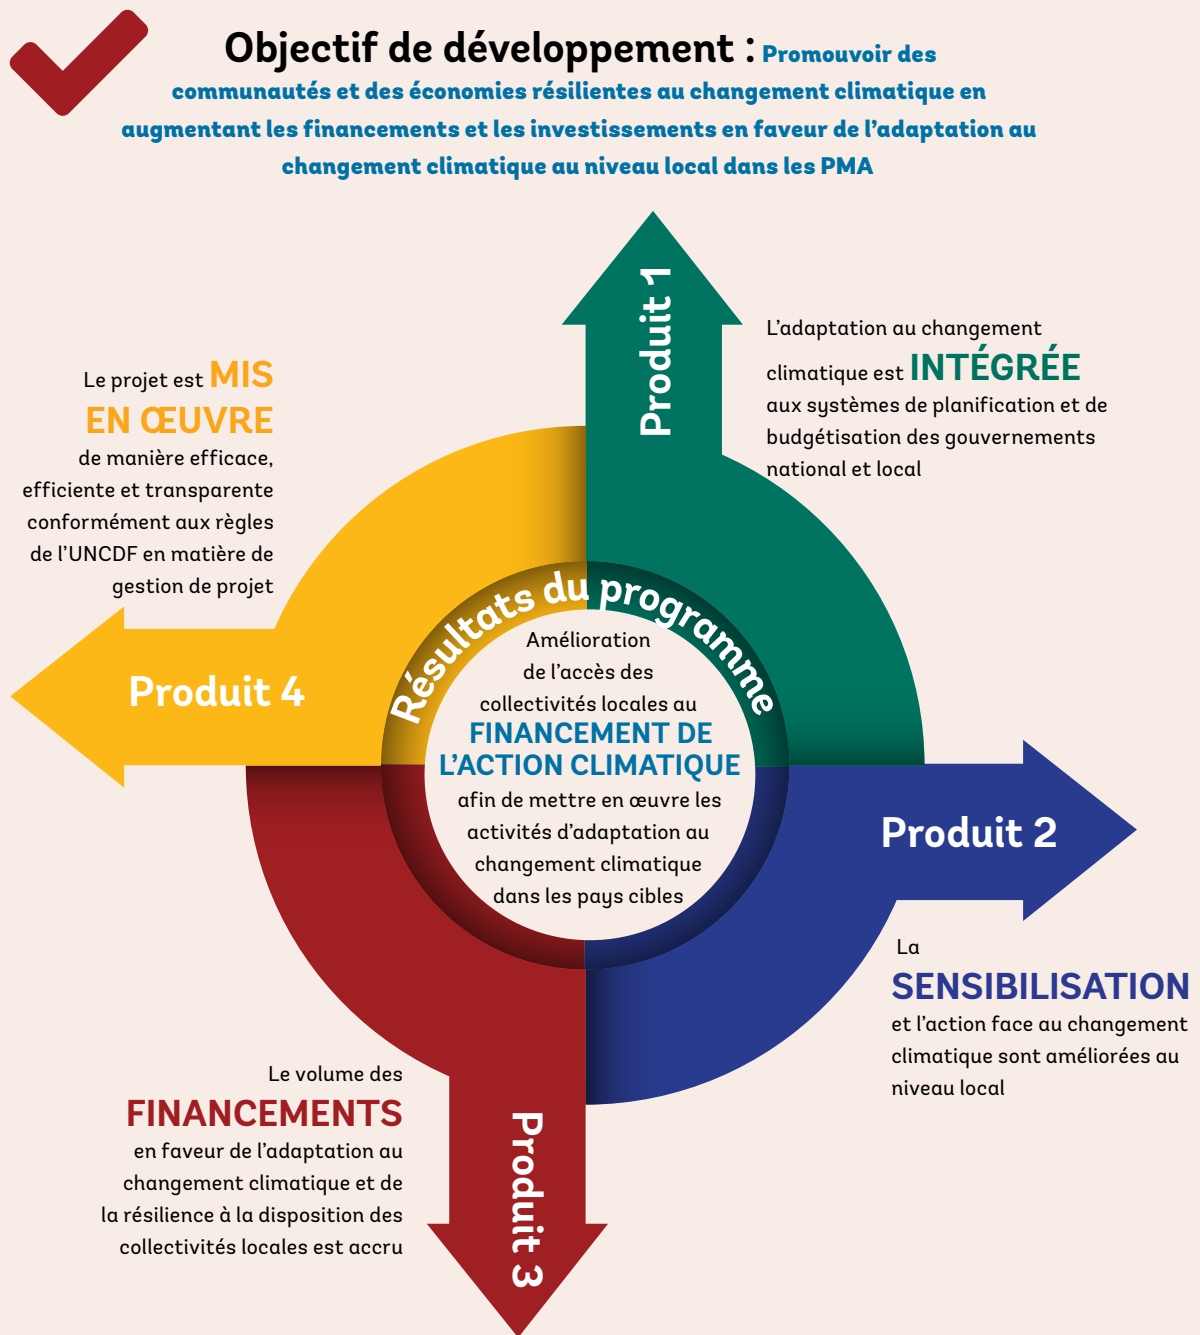 Objectif de développement : Promouvoir des
communautés et des économies résilientes au changement climatique en
augmentant les financements et les investissements en faveur de l’adaptation au
changement climatique au niveau local dans les PMA
Produit 1
L’adaptation au changement
climatique est INTÉGRÉE
aux systèmes de planification et de
budgétisation des gouvernements
national et local
Le projet est MIS
EN ŒUVRE
de manière efficace,
efficiente et transparente
conformément aux règles
de l’UNCDF en matière de
gestion de projet
Produit 4
Résultats du programme
Amélioration
de l’accès des
collectivités locales au
FINANCEMENT DE
L’ACTION CLIMATIQUE
afin de mettre en œuvre les
activités d’adaptation au
changement climatique
dans les pays cibles
Produit 2
La
SENSIBILISATION
et l’action face au changement
climatique sont améliorées au
niveau local
Le volume des
FINANCEMENTS
en faveur de l’adaptation au
changement climatique et de
la résilience à la disposition des
collectivités locales est accru
Produit 3